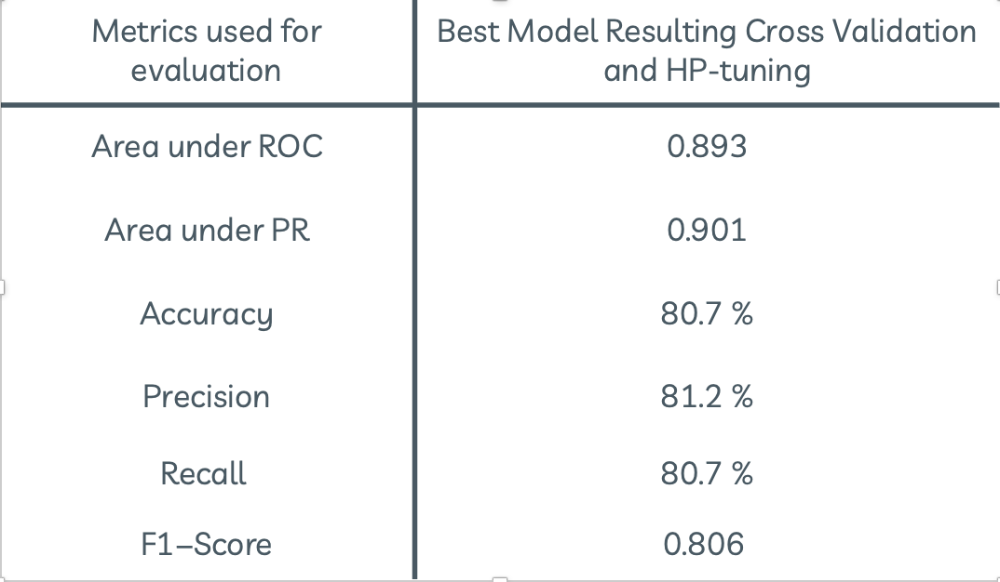 Metrics used for
evaluation
Best Model Resulting Cross Validation
and HP-tuning
Area under ROC
0.893
Area under PR
0.901
Accuracy
80.7 %
Precision
81.2 %
Recall
80.7 %
F1–Score
0.806